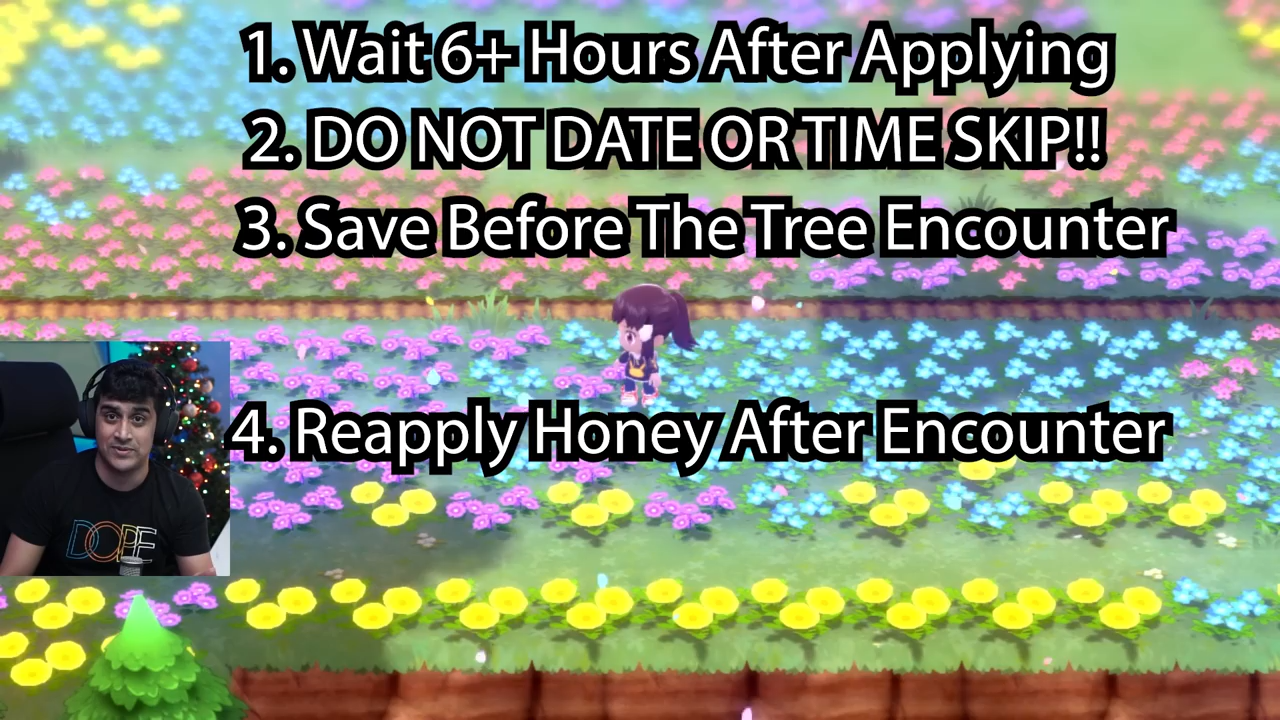 1. Wait 6+ Hours After Applying
2. DO NOT DATE OR TIME SKIP!!
3. Save Before The Tree Encounter
4. Reapply Honey After Encounter
DOPE